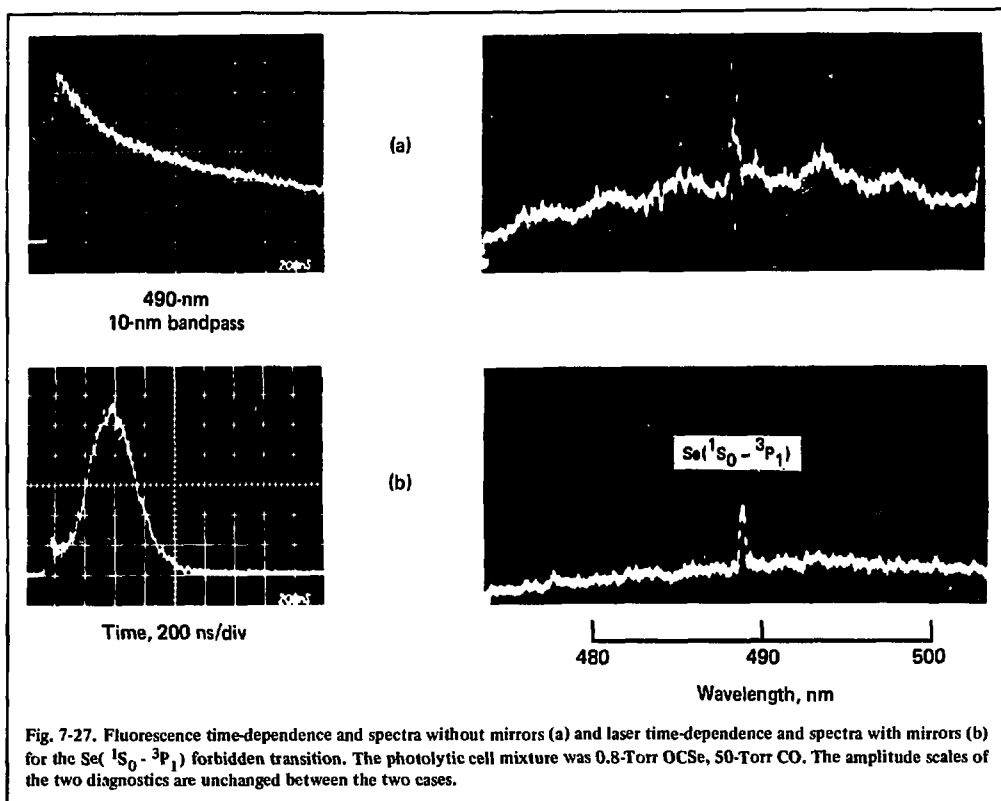 (a)
200nS
490-nm
10-nm bandpass
(b)
Se(¹S₀ - ³P₁)
200nS
Time, 200 ns/div
480 490 500
Wavelength, nm
Fig. 7-27. Fluorescence time-dependence and spectra without mirrors (a) and laser time-dependence and spectra with mirrors (b)
for the Se( ¹S₀ - ³P₁) forbidden transition. The photolytic cell mixture was 0.8-Torr OCSe, 50-Torr CO. The amplitude scales of
the two diagnostics are unchanged between the two cases.